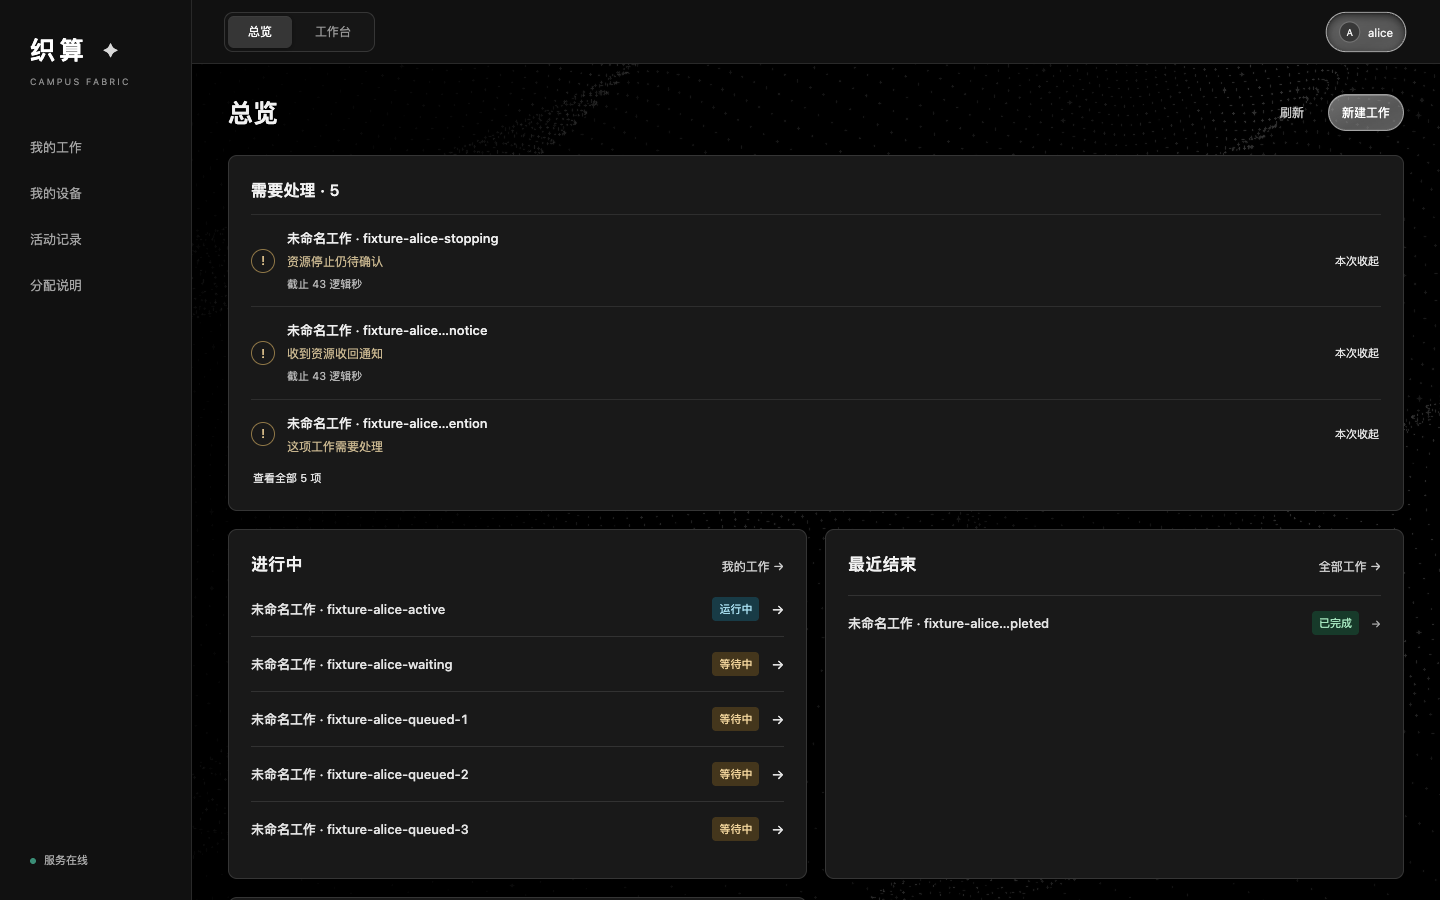 织算
CAMPUS FABRIC
我的工作
我的设备
活动记录
分配说明
服务在线
总览 工作台
A alice
总览
刷新 新建工作
需要处理 · 5
! 未命名工作 · fixture-alice-stopping
资源停止仍待确认
截止 43 逻辑秒
本次收起
! 未命名工作 · fixture-alice...notice
收到资源收回通知
截止 43 逻辑秒
本次收起
! 未命名工作 · fixture-alice...ention
这项工作需要处理
本次收起
查看全部 5 项
进行中 我的工作 →
未命名工作 · fixture-alice-active 运行中 →
未命名工作 · fixture-alice-waiting 等待中 →
未命名工作 · fixture-alice-queued-1 等待中 →
未命名工作 · fixture-alice-queued-2 等待中 →
未命名工作 · fixture-alice-queued-3 等待中 →
最近结束 全部工作 →
未命名工作 · fixture-alice...pleted 已完成 →